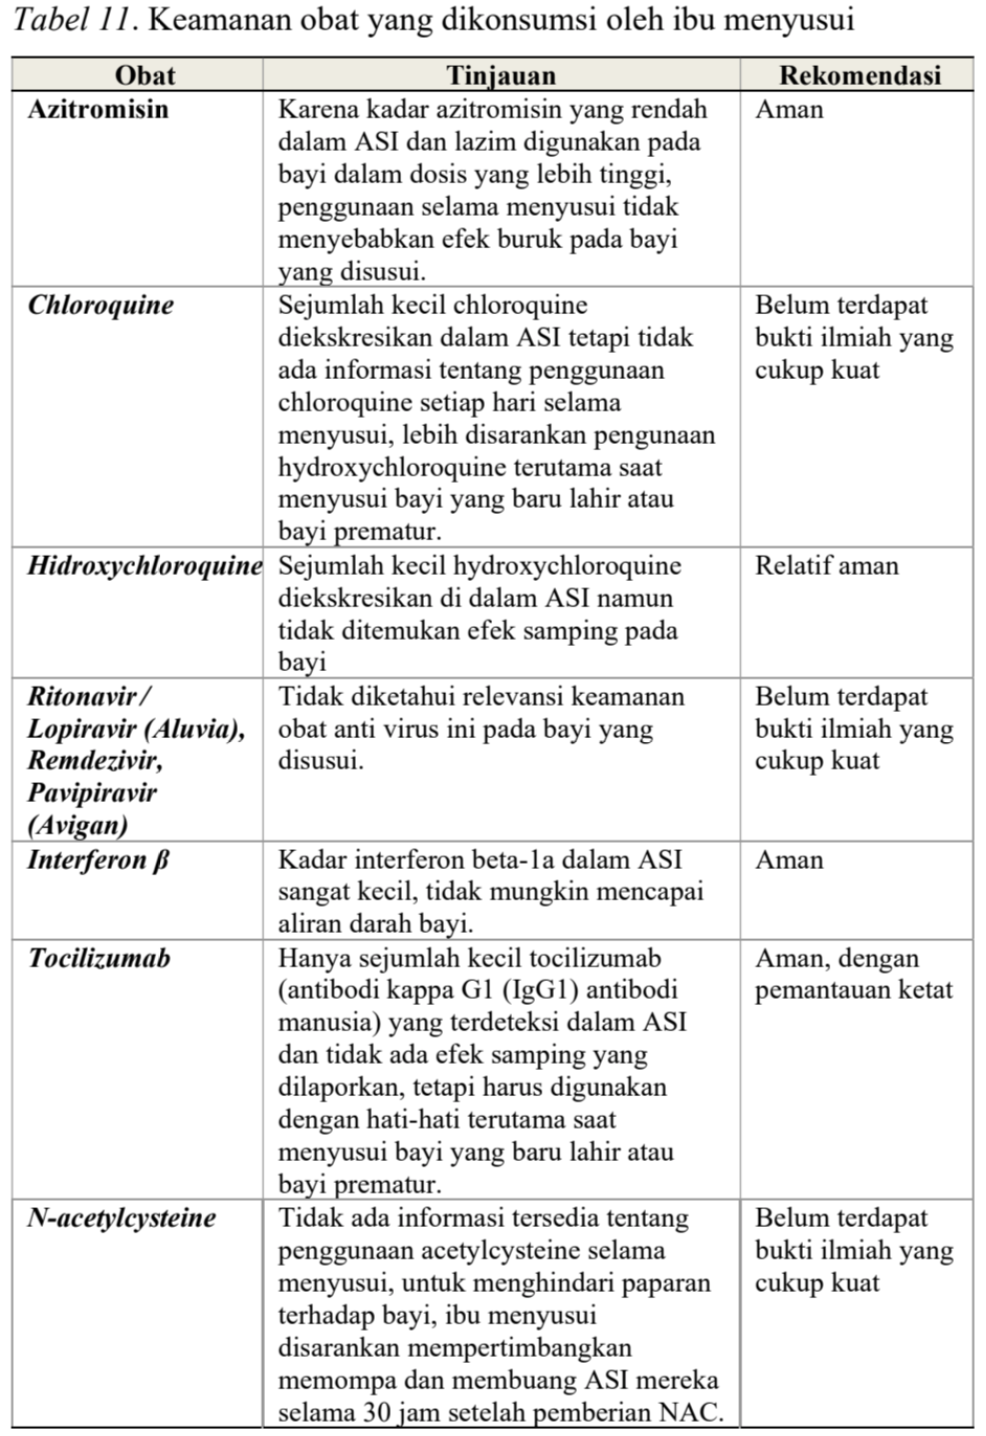 Tabel 11. Keamanan obat yang dikonsumsi oleh ibu menyusui
Obat
Tinjauan
Rekomendasi
Azitromisin
Karena kadar azitromisin yang rendah
dalam ASI dan lazim digunakan pada
bayi dalam dosis yang lebih tinggi,
penggunaan selama menyusui tidak
menyebabkan efek buruk pada bayi
yang disusui.
Aman
Chloroquine
Sejumlah kecil chloroquine
diekskresikan dalam ASI tetapi tidak
ada informasi tentang penggunaan
chloroquine setiap hari selama
menyusui, lebih disarankan pengunaan
hydroxychloroquine terutama saat
menyusui bayi yang baru lahir atau
bayi prematur.
Belum terdapat
bukti ilmiah yang
cukup kuat
Hidroxychloroquine
Sejumlah kecil hydroxychloroquine
diekskresikan di dalam ASI namun
tidak ditemukan efek samping pada
bayi
Relatif aman
Ritonavir/
Lopiravir (Aluvia),
Remdezivir,
Pavipiravir
(Avigan)
Tidak diketahui relevansi keamanan
obat anti virus ini pada bayi yang
disusui.
Belum terdapat
bukti ilmiah yang
cukup kuat
Interferon β
Kadar interferon beta-1a dalam ASI
sangat kecil, tidak mungkin mencapai
aliran darah bayi.
Aman
Tocilizumab
Hanya sejumlah kecil tocilizumab
(antibodi kappa G1 (IgG1) antibodi
manusia) yang terdeteksi dalam ASI
dan tidak ada efek samping yang
dilaporkan, tetapi harus digunakan
dengan hati-hati terutama saat
menyusui bayi yang baru lahir atau
bayi prematur.
Aman, dengan
pemantauan ketat
N-acetylcysteine
Tidak ada informasi tersedia tentang
penggunaan acetylcysteine selama
menyusui, untuk menghindari paparan
terhadap bayi, ibu menyusui
disarankan mempertimbangkan
memompa dan membuang ASI mereka
selama 30 jam setelah pemberian NAC.
Belum terdapat
bukti ilmiah yang
cukup kuat